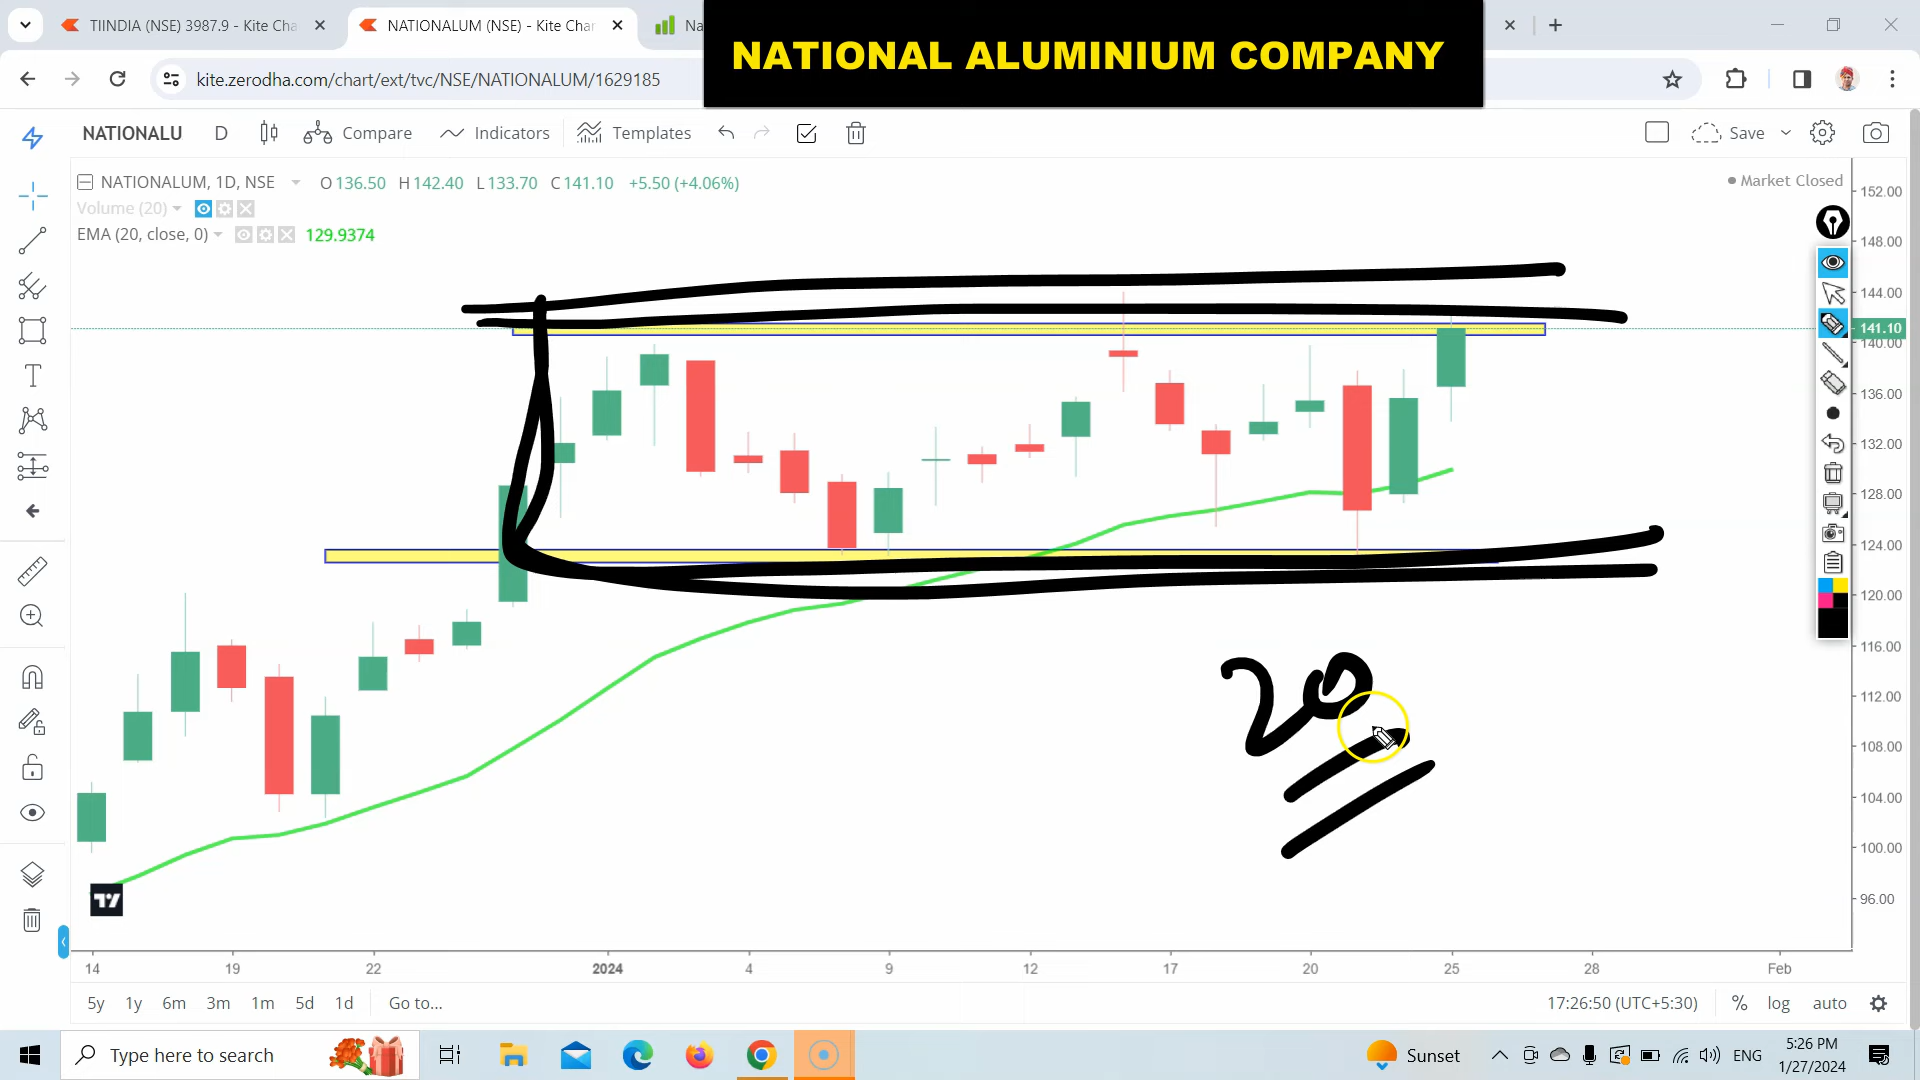 TIINDIA (NSE) 3987.9 - Kite Cha
NATIONALUM (NSE) - Kite Char
Na
NATIONAL ALUMINIUM COMPANY
kite.zerodha.com/chart/ext/tvc/NSE/NATIONALUM/1629185
NATIONALU D Compare Indicators Templates Save
NATIONALUM, 1D, NSE O 136.50 H 142.40 L 133.70 C 141.10 +5.50 (+4.06%)
Market Closed
Volume (20)
EMA (20, close, 0) 129.9374
152.00
148.00
144.00
141.10
140.00
136.00
132.00
128.00
124.00
120.00
116.00
112.00
108.00
104.00
100.00
96.00
20
14 19 22 2024 4 9 12 17 20 25 28 Feb
5y 1y 6m 3m 1m 5d 1d Go to... 17:26:50 (UTC+5:30) % log auto
Type here to search Sunset ENG
5:26 PM
1/27/2024